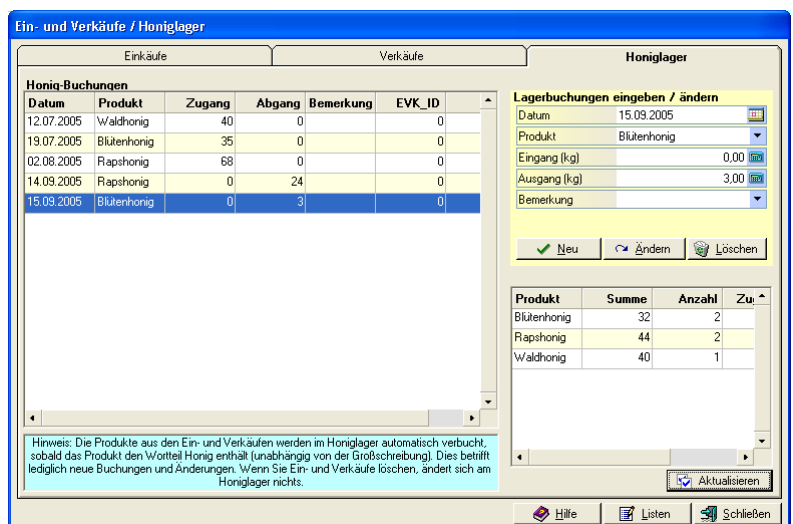 Ein- und Verkäufe / Honiglager
Einkäufe Verkäufe Honiglager
Honig-Buchungen
Datum Produkt Zugang Abgang Bemerkung EVK_ID
12.07.2005 Waldhonig 40 0 0
19.07.2005 Blütenhonig 35 0 0
02.08.2005 Rapshonig 68 0 0
14.09.2005 Rapshonig 0 24 0
15.09.2005 Blütenhonig 0 3 0
Hinweis: Die Produkte aus den Ein- und Verkäufen werden im Honiglager automatisch verbucht,
sobald das Produkt den Wortteil Honig enthält (unabhängig von der Großschreibung). Dies betrifft
lediglich neue Buchungen und Änderungen. Wenn Sie Ein- und Verkäufe löschen, ändert sich am
Honiglager nichts.
Lagerbuchungen eingeben / ändern
Datum 15.09.2005
Produkt Blütenhonig
Eingang (kg) 0,00
Ausgang (kg) 3,00
Bemerkung
Neu Ändern Löschen
Produkt Summe Anzahl
Blütenhonig 32 2
Rapshonig 44 2
Waldhonig 40 1
Aktualisieren
Hilfe Listen Schließen